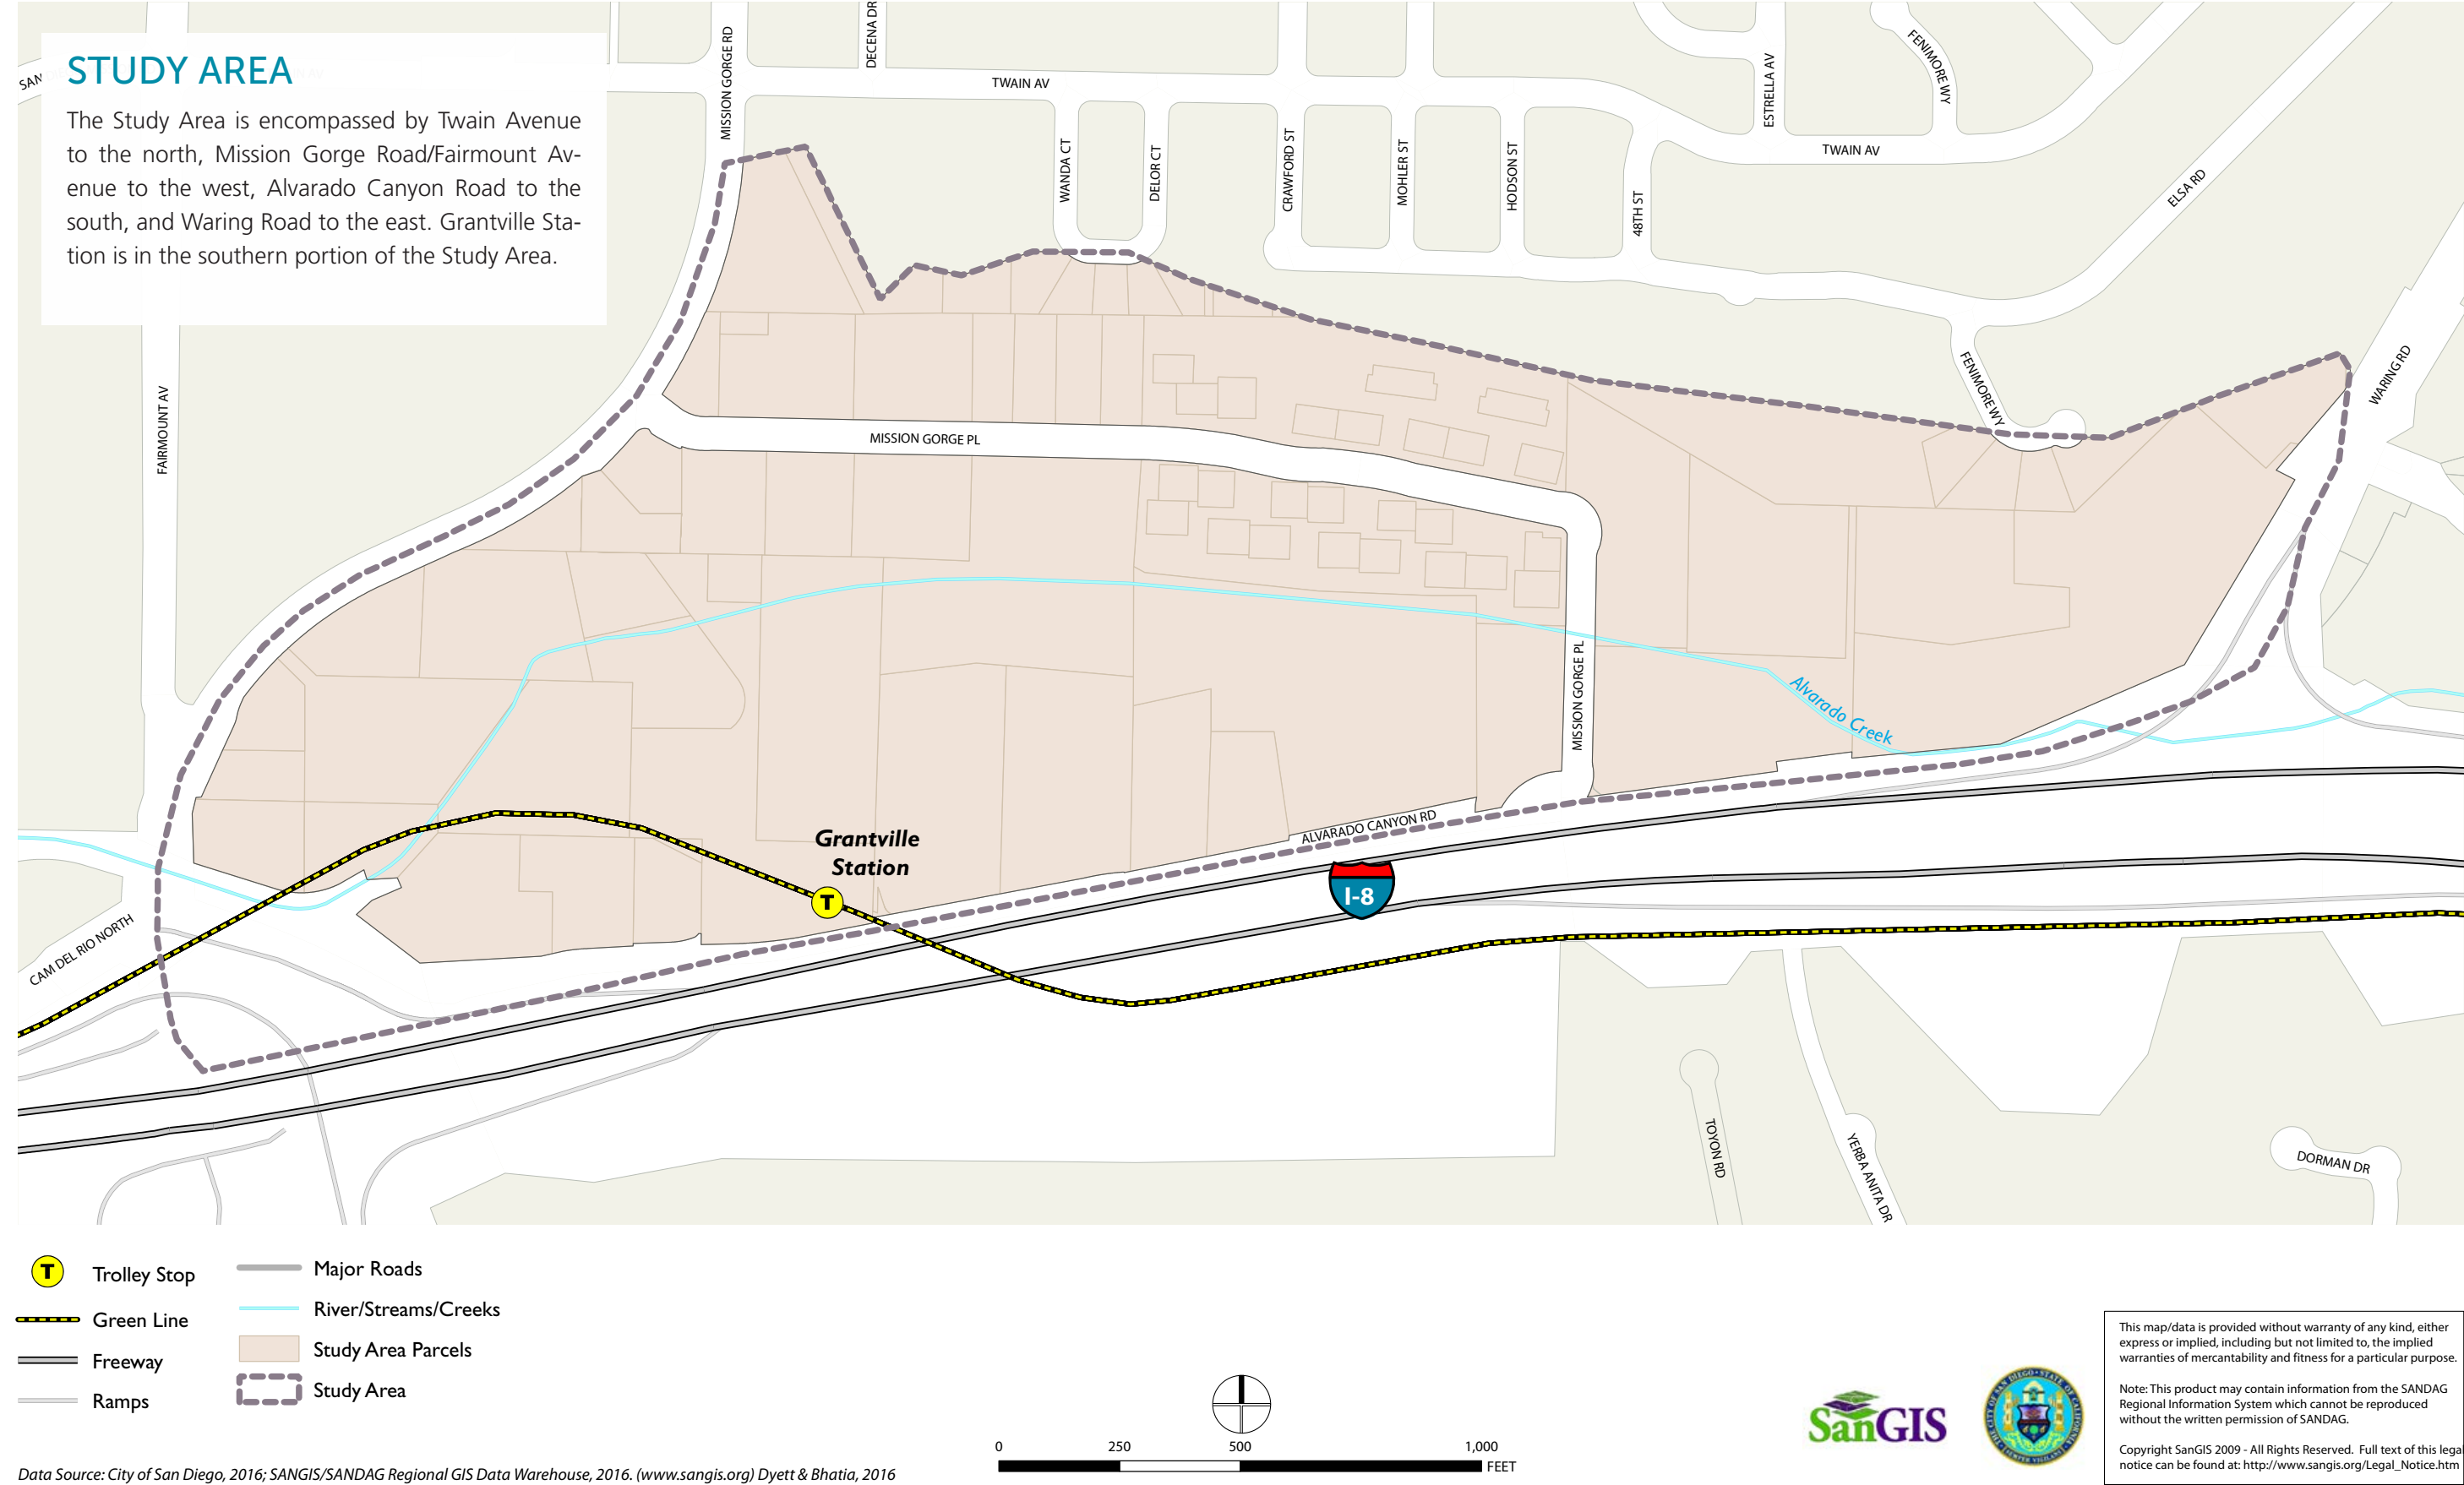 STUDY AREA
The Study Area is encompassed by Twain Avenue
to the north, Mission Gorge Road/Fairmount Av-
enue to the west, Alvarado Canyon Road to the
south, and Waring Road to the east. Grantville Sta-
tion is in the southern portion of the Study Area.
SAN
MISSION GORGE RD
DECENA DR
TWAIN AV
WANDA CT
DELOR CT
CRAWFORD ST
MOHLER ST
HODSON ST
48TH ST
ESTRELLA AV
FENIMORE WY
TWAIN AV
ELSA RD
WARING RD
FENIMORE WY
FAIRMOUNT AV
MISSION GORGE PL
MISSION GORGE PL
Alvarado Creek
Grantville
Station
T
ALVARADO CANYON RD
I-8
CAM DEL RIO NORTH
TOYON RD
YERBA ANITA DR
DORMAN DR
T
Trolley Stop
Green Line
Freeway
Ramps
Major Roads
River/Streams/Creeks
Study Area Parcels
Study Area
0 250 500 1,000
FEET
Data Source: City of San Diego, 2016; SANGIS/SANDAG Regional GIS Data Warehouse, 2016. (www.sangis.org) Dyett & Bhatia, 2016
SanGIS
This map/data is provided without warranty of any kind, either
express or implied, including but not limited to, the implied
warranties of mercantability and fitness for a particular purpose.
Note: This product may contain information from the SANDAG
Regional Information System which cannot be reproduced
without the written permission of SANDAG.
Copyright SanGIS 2009 - All Rights Reserved. Full text of this legal
notice can be found at: http://www.sangis.org/Legal_Notice.htm